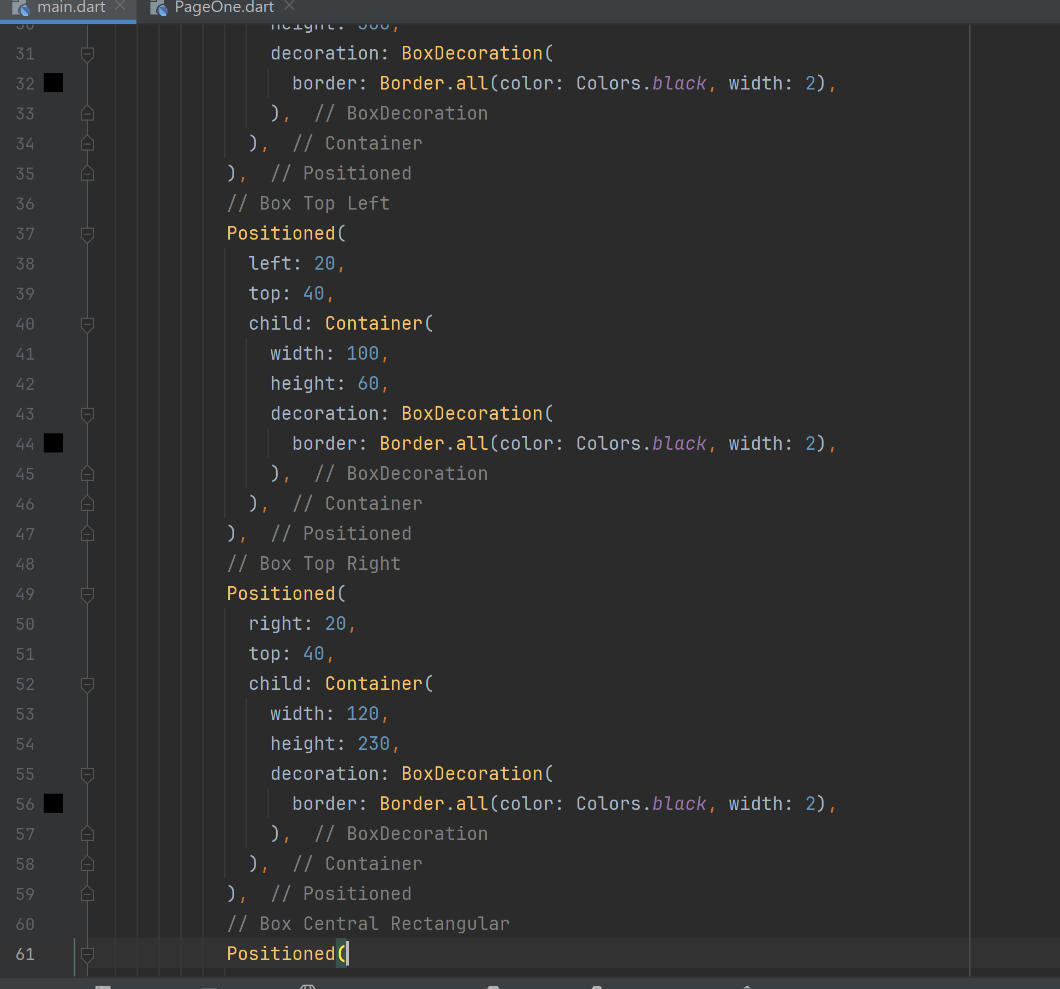 main.dart PageOne.dart
31 decoration: BoxDecoration(
32 border: Border.all(color: Colors.black, width: 2),
33 ), // BoxDecoration
34 ), // Container
35 ), // Positioned
36 // Box Top Left
37 Positioned(
38 left: 20,
39 top: 40,
40 child: Container(
41 width: 100,
42 height: 60,
43 decoration: BoxDecoration(
44 border: Border.all(color: Colors.black, width: 2),
45 ), // BoxDecoration
46 ), // Container
47 ), // Positioned
48 // Box Top Right
49 Positioned(
50 right: 20,
51 top: 40,
52 child: Container(
53 width: 120,
54 height: 230,
55 decoration: BoxDecoration(
56 border: Border.all(color: Colors.black, width: 2),
57 ), // BoxDecoration
58 ), // Container
59 ), // Positioned
60 // Box Central Rectangular
61 Positioned(